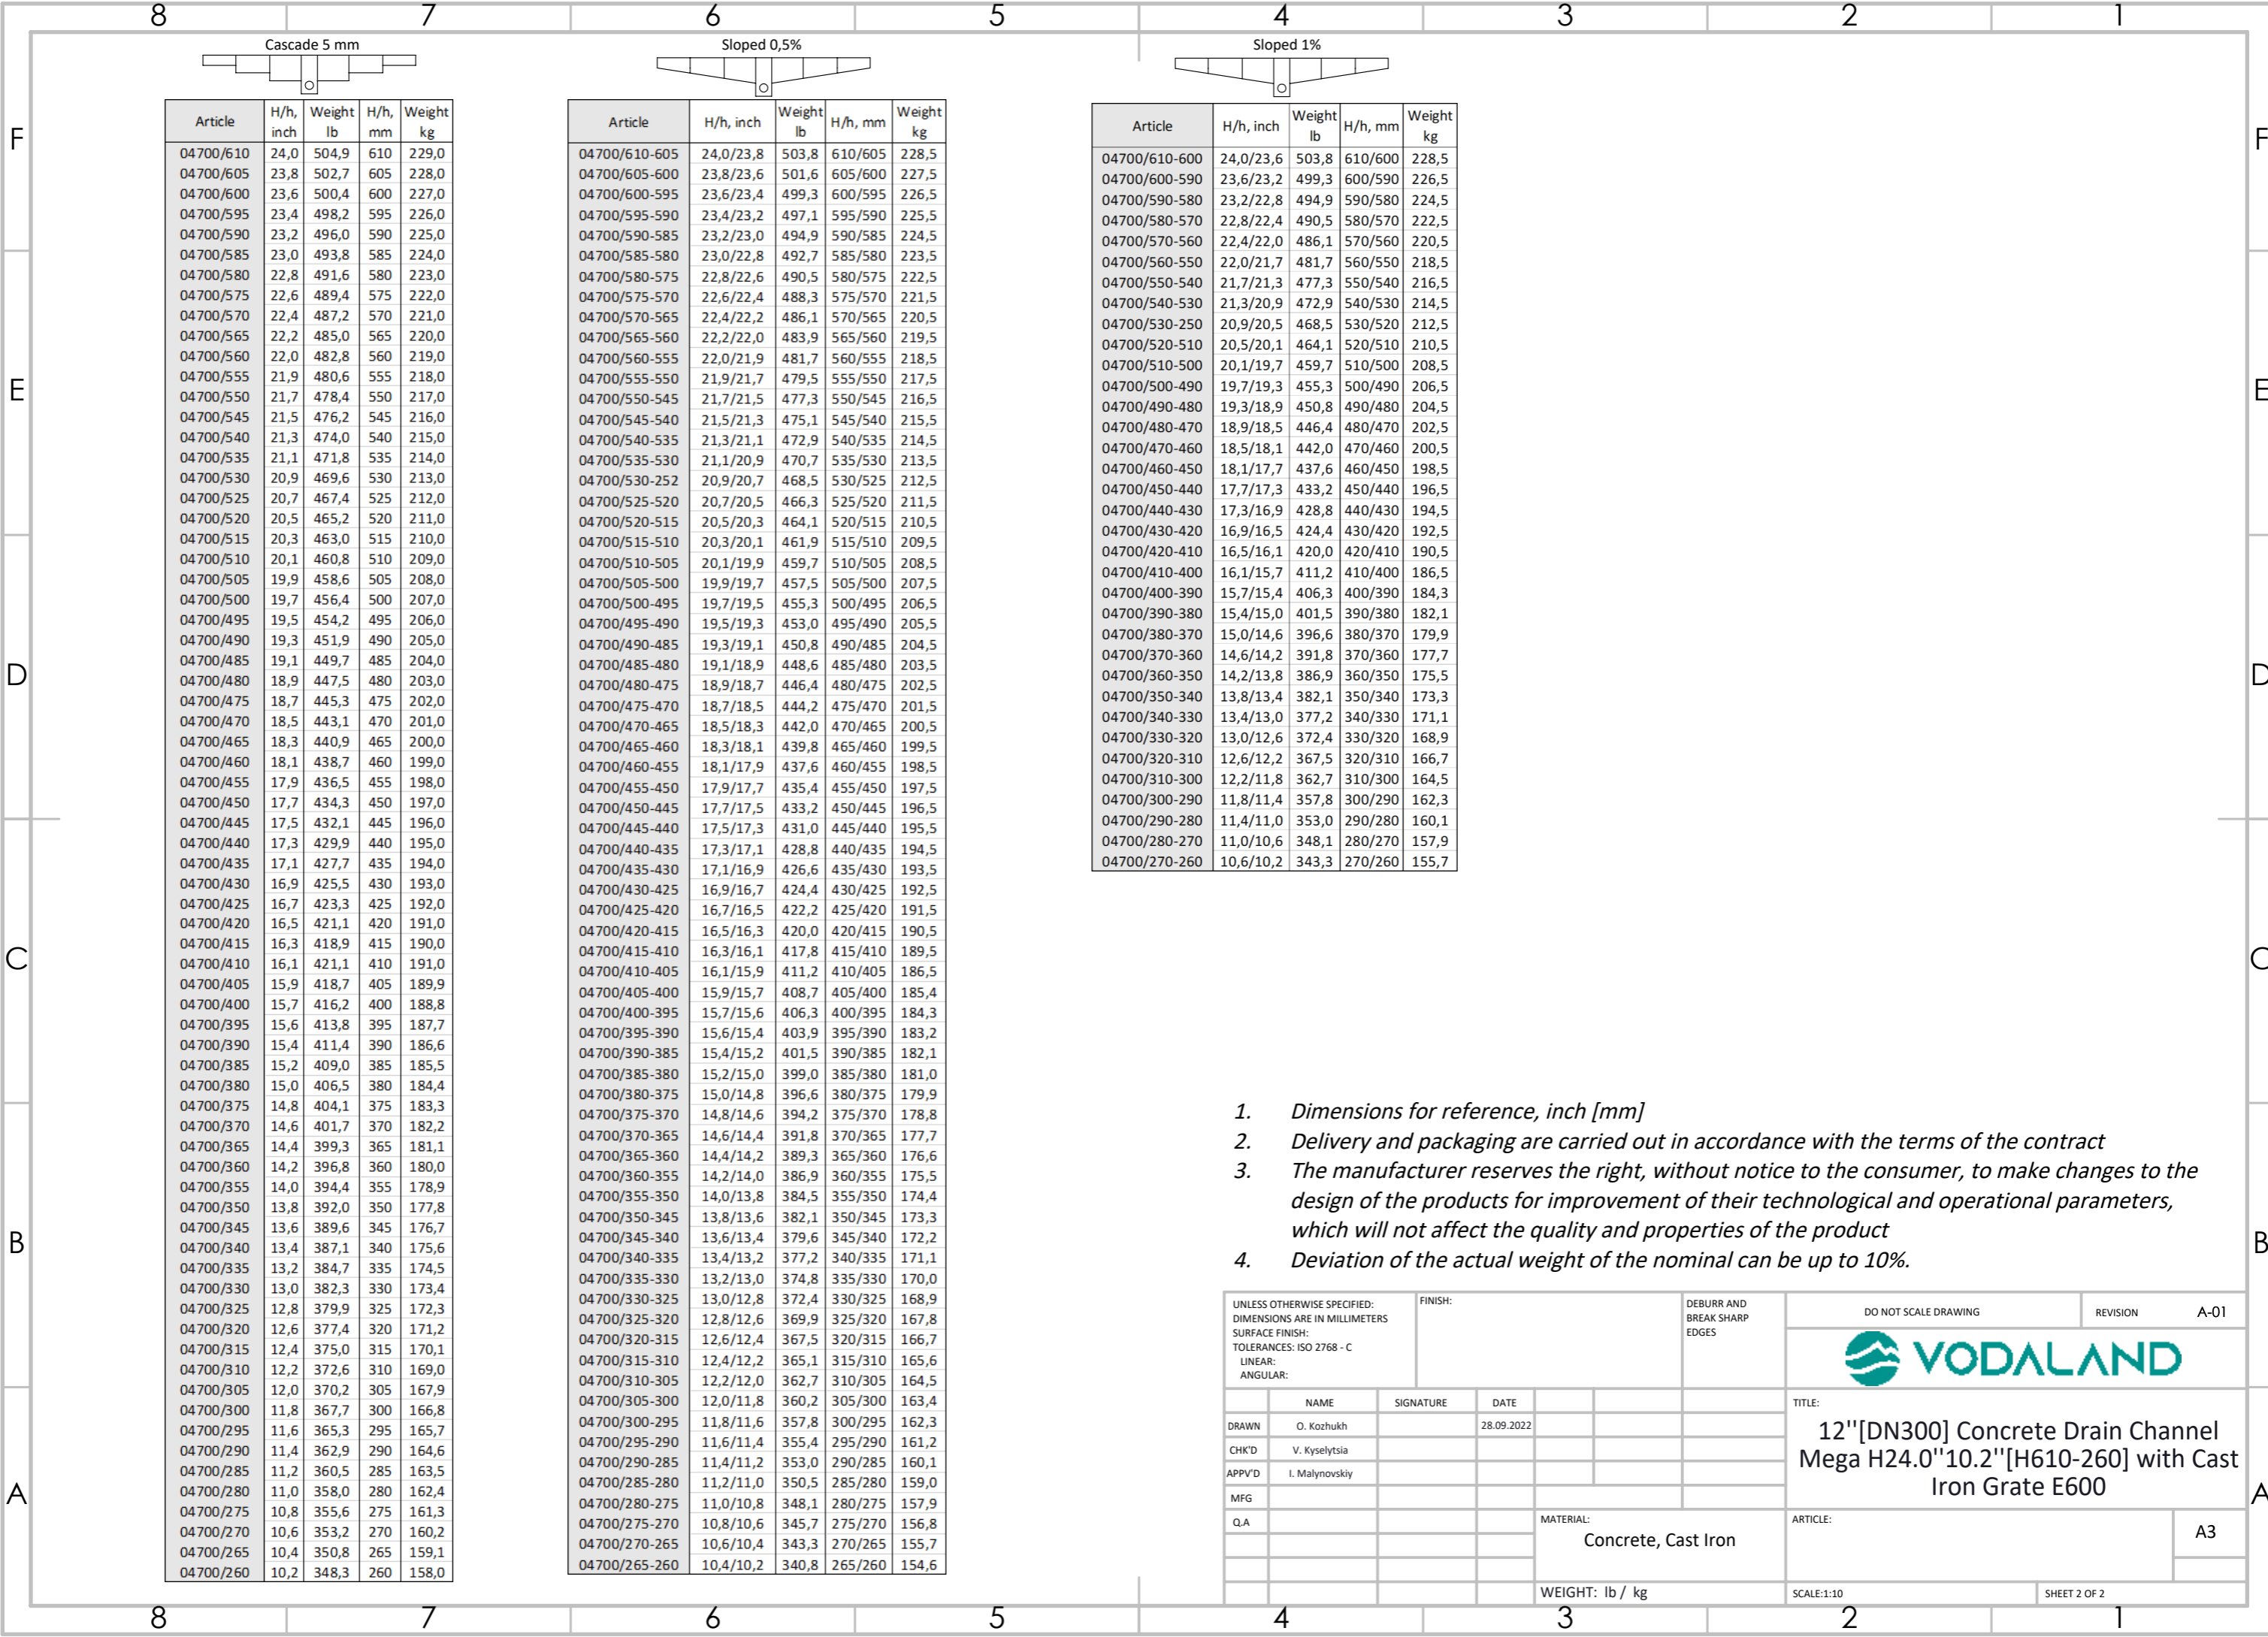 8 7 6 5 4 3 2 1
F
E
D
C
B
A
Cascade 5 mm
Article H/h, inch Weight lb H/h, mm Weight kg
04700/610 24,0 504,9 610 229,0
04700/605 23,8 502,7 605 228,0
04700/600 23,6 500,4 600 227,0
04700/595 23,4 498,2 595 226,0
04700/590 23,2 496,0 590 225,0
04700/585 23,0 493,8 585 224,0
04700/580 22,8 491,6 580 223,0
04700/575 22,6 489,4 575 222,0
04700/570 22,4 487,2 570 221,0
04700/565 22,2 485,0 565 220,0
04700/560 22,0 482,8 560 219,0
04700/555 21,9 480,6 555 218,0
04700/550 21,7 478,4 550 217,0
04700/545 21,5 476,2 545 216,0
04700/540 21,3 474,0 540 215,0
04700/535 21,1 471,8 535 214,0
04700/530 20,9 469,6 530 213,0
04700/525 20,7 467,4 525 212,0
04700/520 20,5 465,2 520 211,0
04700/515 20,3 463,0 515 210,0
04700/510 20,1 460,8 510 209,0
04700/505 19,9 458,6 505 208,0
04700/500 19,7 456,4 500 207,0
04700/495 19,5 454,2 495 206,0
04700/490 19,3 451,9 490 205,0
04700/485 19,1 449,7 485 204,0
04700/480 18,9 447,5 480 203,0
04700/475 18,7 445,3 475 202,0
04700/470 18,5 443,1 470 201,0
04700/465 18,3 440,9 465 200,0
04700/460 18,1 438,7 460 199,0
04700/455 17,9 436,5 455 198,0
04700/450 17,7 434,3 450 197,0
04700/445 17,5 432,1 445 196,0
04700/440 17,3 429,9 440 195,0
04700/435 17,1 427,7 435 194,0
04700/430 16,9 425,5 430 193,0
04700/425 16,7 423,3 425 192,0
04700/420 16,5 421,1 420 191,0
04700/415 16,3 418,9 415 190,0
04700/410 16,1 421,1 410 191,0
04700/405 15,9 418,7 405 189,9
04700/400 15,7 416,2 400 188,8
04700/395 15,6 413,8 395 187,7
04700/390 15,4 411,4 390 186,6
04700/385 15,2 409,0 385 185,5
04700/380 15,0 406,5 380 184,4
04700/375 14,8 404,1 375 183,3
04700/370 14,6 401,7 370 182,2
04700/365 14,4 399,3 365 181,1
04700/360 14,2 396,8 360 180,0
04700/355 14,0 394,4 355 178,9
04700/350 13,8 392,0 350 177,8
04700/345 13,6 389,6 345 176,7
04700/340 13,4 387,1 340 175,6
04700/335 13,2 384,7 335 174,5
04700/330 13,0 382,3 330 173,4
04700/325 12,8 379,9 325 172,3
04700/320 12,6 377,4 320 171,2
04700/315 12,4 375,0 315 170,1
04700/310 12,2 372,6 310 169,0
04700/305 12,0 370,2 305 167,9
04700/300 11,8 367,7 300 166,8
04700/295 11,6 365,3 295 165,7
04700/290 11,4 362,9 290 164,6
04700/285 11,2 360,5 285 163,5
04700/280 11,0 358,0 280 162,4
04700/275 10,8 355,6 275 161,3
04700/270 10,6 353,2 270 160,2
04700/265 10,4 350,8 265 159,1
04700/260 10,2 348,3 260 158,0
Sloped 0,5%
Article H/h, inch Weight lb H/h, mm Weight kg
04700/610-605 24,0/23,8 503,8 610/605 228,5
04700/605-600 23,8/23,6 501,6 605/600 227,5
04700/600-595 23,6/23,4 499,3 600/595 226,5
04700/595-590 23,4/23,2 497,1 595/590 225,5
04700/590-585 23,2/23,0 494,9 590/585 224,5
04700/585-580 23,0/22,8 492,7 585/580 223,5
04700/580-575 22,8/22,6 490,5 580/575 222,5
04700/575-570 22,6/22,4 488,3 575/570 221,5
04700/570-565 22,4/22,2 486,1 570/565 220,5
04700/565-560 22,2/22,0 483,9 565/560 219,5
04700/560-555 22,0/21,9 481,7 560/555 218,5
04700/555-550 21,9/21,7 479,5 555/550 217,5
04700/550-545 21,7/21,5 477,3 550/545 216,5
04700/545-540 21,5/21,3 475,1 545/540 215,5
04700/540-535 21,3/21,1 472,9 540/535 214,5
04700/535-530 21,1/20,9 470,7 535/530 213,5
04700/530-252 20,9/20,7 468,5 530/525 212,5
04700/525-520 20,7/20,5 466,3 525/520 211,5
04700/520-515 20,5/20,3 464,1 520/515 210,5
04700/515-510 20,3/20,1 461,9 515/510 209,5
04700/510-505 20,1/19,9 459,7 510/505 208,5
04700/505-500 19,9/19,7 457,5 505/500 207,5
04700/500-495 19,7/19,5 455,3 500/495 206,5
04700/495-490 19,5/19,3 453,0 495/490 205,5
04700/490-485 19,3/19,1 450,8 490/485 204,5
04700/485-480 19,1/18,9 448,6 485/480 203,5
04700/480-475 18,9/18,7 446,4 480/475 202,5
04700/475-470 18,7/18,5 444,2 475/470 201,5
04700/470-465 18,5/18,3 442,0 470/465 200,5
04700/465-460 18,3/18,1 439,8 465/460 199,5
04700/460-455 18,1/17,9 437,6 460/455 198,5
04700/455-450 17,9/17,7 435,4 455/450 197,5
04700/450-445 17,7/17,5 433,2 450/445 196,5
04700/445-440 17,5/17,3 431,0 445/440 195,5
04700/440-435 17,3/17,1 428,8 440/435 194,5
04700/435-430 17,1/16,9 426,6 435/430 193,5
04700/430-425 16,9/16,7 424,4 430/425 192,5
04700/425-420 16,7/16,5 422,2 425/420 191,5
04700/420-415 16,5/16,3 420,0 420/415 190,5
04700/415-410 16,3/16,1 417,8 415/410 189,5
04700/410-405 16,1/15,9 411,2 410/405 186,5
04700/405-400 15,9/15,7 408,7 405/400 185,4
04700/400-395 15,7/15,6 406,3 400/395 184,3
04700/395-390 15,6/15,4 403,9 395/390 183,2
04700/390-385 15,4/15,2 401,5 390/385 182,1
04700/385-380 15,2/15,0 399,0 385/380 181,0
04700/380-375 15,0/14,8 396,6 380/375 179,9
04700/375-370 14,8/14,6 394,2 375/370 178,8
04700/370-365 14,6/14,4 391,8 370/365 177,7
04700/365-360 14,4/14,2 389,3 365/360 176,6
04700/360-355 14,2/14,0 386,9 360/355 175,5
04700/355-350 14,0/13,8 384,5 355/350 174,4
04700/350-345 13,8/13,6 382,1 350/345 173,3
04700/345-340 13,6/13,4 379,6 345/340 172,2
04700/340-335 13,4/13,2 377,2 340/335 171,1
04700/335-330 13,2/13,0 374,8 335/330 170,0
04700/330-325 13,0/12,8 372,4 330/325 168,9
04700/325-320 12,8/12,6 369,9 325/320 167,8
04700/320-315 12,6/12,4 367,5 320/315 166,7
04700/315-310 12,4/12,2 365,1 315/310 165,6
04700/310-305 12,2/12,0 362,7 310/305 164,5
04700/305-300 12,0/11,8 360,2 305/300 163,4
04700/300-295 11,8/11,6 357,8 300/295 162,3
04700/295-290 11,6/11,4 355,4 295/290 161,2
04700/290-285 11,4/11,2 353,0 290/285 160,1
04700/285-280 11,2/11,0 350,5 285/280 159,0
04700/280-275 11,0/10,8 348,1 280/275 157,9
04700/275-270 10,8/10,6 345,7 275/270 156,8
04700/270-265 10,6/10,4 343,3 270/265 155,7
04700/265-260 10,4/10,2 340,8 265/260 154,6
Sloped 1%
Article H/h, inch Weight lb H/h, mm Weight kg
04700/610-600 24,0/23,6 503,8 610/600 228,5
04700/600-590 23,6/23,2 499,3 600/590 226,5
04700/590-580 23,2/22,8 494,9 590/580 224,5
04700/580-570 22,8/22,4 490,5 580/570 222,5
04700/570-560 22,4/22,0 486,1 570/560 220,5
04700/560-550 22,0/21,7 481,7 560/550 218,5
04700/550-540 21,7/21,3 477,3 550/540 216,5
04700/540-530 21,3/20,9 472,9 540/530 214,5
04700/530-250 20,9/20,5 468,5 530/520 212,5
04700/520-510 20,5/20,1 464,1 520/510 210,5
04700/510-500 20,1/19,7 459,7 510/500 208,5
04700/500-490 19,7/19,3 455,3 500/490 206,5
04700/490-480 19,3/18,9 450,8 490/480 204,5
04700/480-470 18,9/18,5 446,4 480/470 202,5
04700/470-460 18,5/18,1 442,0 470/460 200,5
04700/460-450 18,1/17,7 437,6 460/450 198,5
04700/450-440 17,7/17,3 433,2 450/440 196,5
04700/440-430 17,3/16,9 428,8 440/430 194,5
04700/430-420 16,9/16,5 424,4 430/420 192,5
04700/420-410 16,5/16,1 420,0 420/410 190,5
04700/410-400 16,1/15,7 411,2 410/400 186,5
04700/400-390 15,7/15,4 406,3 400/390 184,3
04700/390-380 15,4/15,0 401,5 390/380 182,1
04700/380-370 15,0/14,6 396,6 380/370 179,9
04700/370-360 14,6/14,2 391,8 370/360 177,7
04700/360-350 14,2/13,8 386,9 360/350 175,5
04700/350-340 13,8/13,4 382,1 350/340 173,3
04700/340-330 13,4/13,0 377,2 340/330 171,1
04700/330-320 13,0/12,6 372,4 330/320 168,9
04700/320-310 12,6/12,2 367,5 320/310 166,7
04700/310-300 12,2/11,8 362,7 310/300 164,5
04700/300-290 11,8/11,4 357,8 300/290 162,3
04700/290-280 11,4/11,0 353,0 290/280 160,1
04700/280-270 11,0/10,6 348,1 280/270 157,9
04700/270-260 10,6/10,2 343,3 270/260 155,7
1. Dimensions for reference, inch [mm]
2. Delivery and packaging are carried out in accordance with the terms of the contract
3. The manufacturer reserves the right, without notice to the consumer, to make changes to the
design of the products for improvement of their technological and operational parameters,
which will not affect the quality and properties of the product
4. Deviation of the actual weight of the nominal can be up to 10%.
UNLESS OTHERWISE SPECIFIED:
DIMENSIONS ARE IN MILLIMETERS
SURFACE FINISH:
TOLERANCES: ISO 2768 - C
LINEAR:
ANGULAR:
FINISH:
DEBURR AND
BREAK SHARP
EDGES
DO NOT SCALE DRAWING
REVISION A-01
VODALAND
NAME SIGNATURE DATE
DRAWN O. Kozhukh 28.09.2022
CHK'D V. Kyselytsia
APPV'D I. Malynovskiy
MFG
Q.A
TITLE:
12''[DN300] Concrete Drain Channel
Mega H24.0''10.2''[H610-260] with Cast
Iron Grate E600
MATERIAL:
Concrete, Cast Iron
ARTICLE:
A3
WEIGHT: lb / kg
SCALE:1:10
SHEET 2 OF 2
F
E
D
C
B
A
8 7 6 5 4 3 2 1